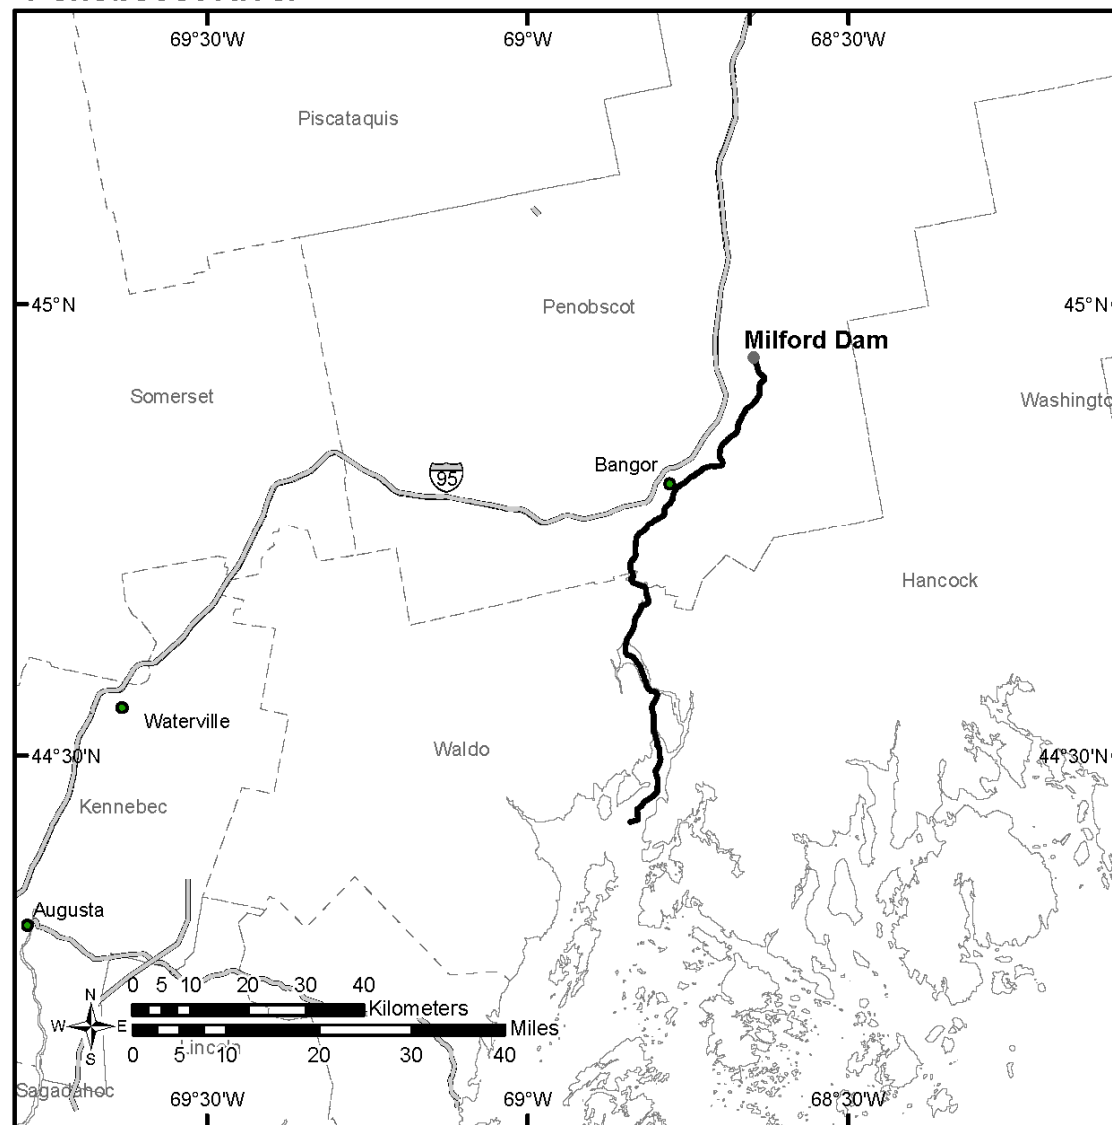 69°30'W 69°W 68°30'W
Piscataquis
45°N Penobscot 45°N
Milford Dam
Somerset
Bangor
95
Hancock
Waterville
Waldo
44°30'N 44°30'N
Kennebec
Augusta
0 5 10 20 30 40
N
Kilometers
W E
Miles
S
0 5 10 20 30 40
Sagadahoc
69°30'W 69°W 68°30'W